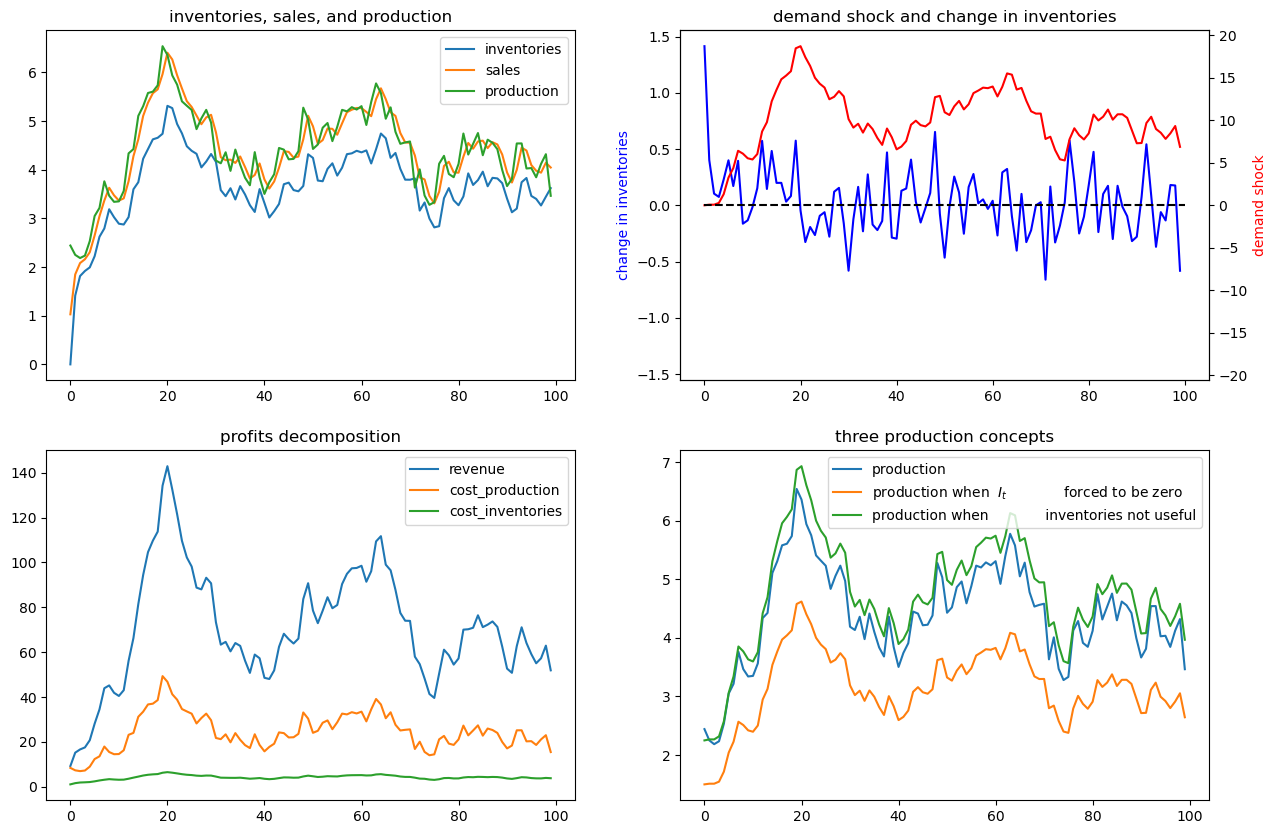 inventories, sales, and production
inventories
sales
production
6
5
4
3
2
1
0
0 20 40 60 80 100
demand shock and change in inventories
change in inventories
1.5
1.0
0.5
0.0
−0.5
−1.0
−1.5
20
15
10
5
0
−5
−10
−15
−20
demand shock
0 20 40 60 80 100
profits decomposition
revenue
cost_production
cost_inventories
140
120
100
80
60
40
20
0
0 20 40 60 80 100
three production concepts
production
production when I_t forced to be zero
production when inventories not useful
7
6
5
4
3
2
0 20 40 60 80 100